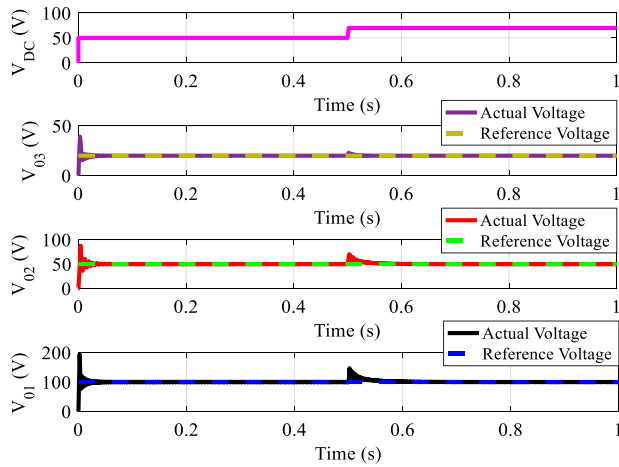 V_DC (V)
100
50
0
0 0.2 0.4 0.6 0.8 1
Time (s)
Actual Voltage
Reference Voltage
V_03 (V)
50
0
0 0.2 0.4 0.6 0.8 1
Time (s)
Actual Voltage
Reference Voltage
V_02 (V)
100
50
0
0 0.2 0.4 0.6 0.8 1
Time (s)
Actual Voltage
Reference Voltage
V_01 (V)
200
100
0
0 0.2 0.4 0.6 0.8 1
Time (s)